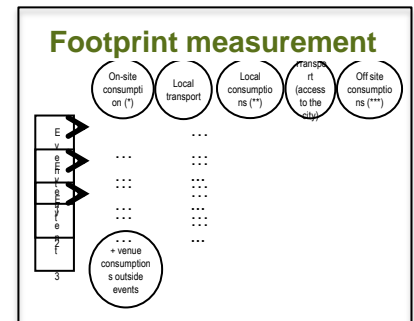 Footprint measurement
On-site
consumpti
on (*)
Local
transport
Local
consumptio
ns (**)
Transpo
rt
(access
to the
city)
Off site
consumptio
ns (***)
…
… …
… …
…
… …
… …
… …
+ venue
consumption
s outside
events
3